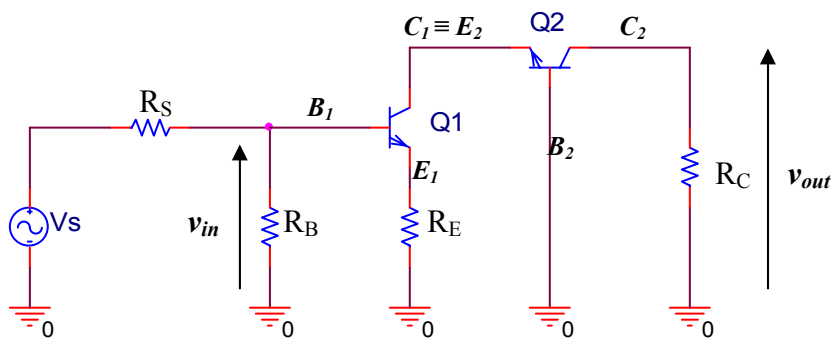 C1 ≡ E2
Q2
C2
RS
B1
Q1
B2
E1
RC
vout
Vs
vin
RB
RE
0
0
0
0
0